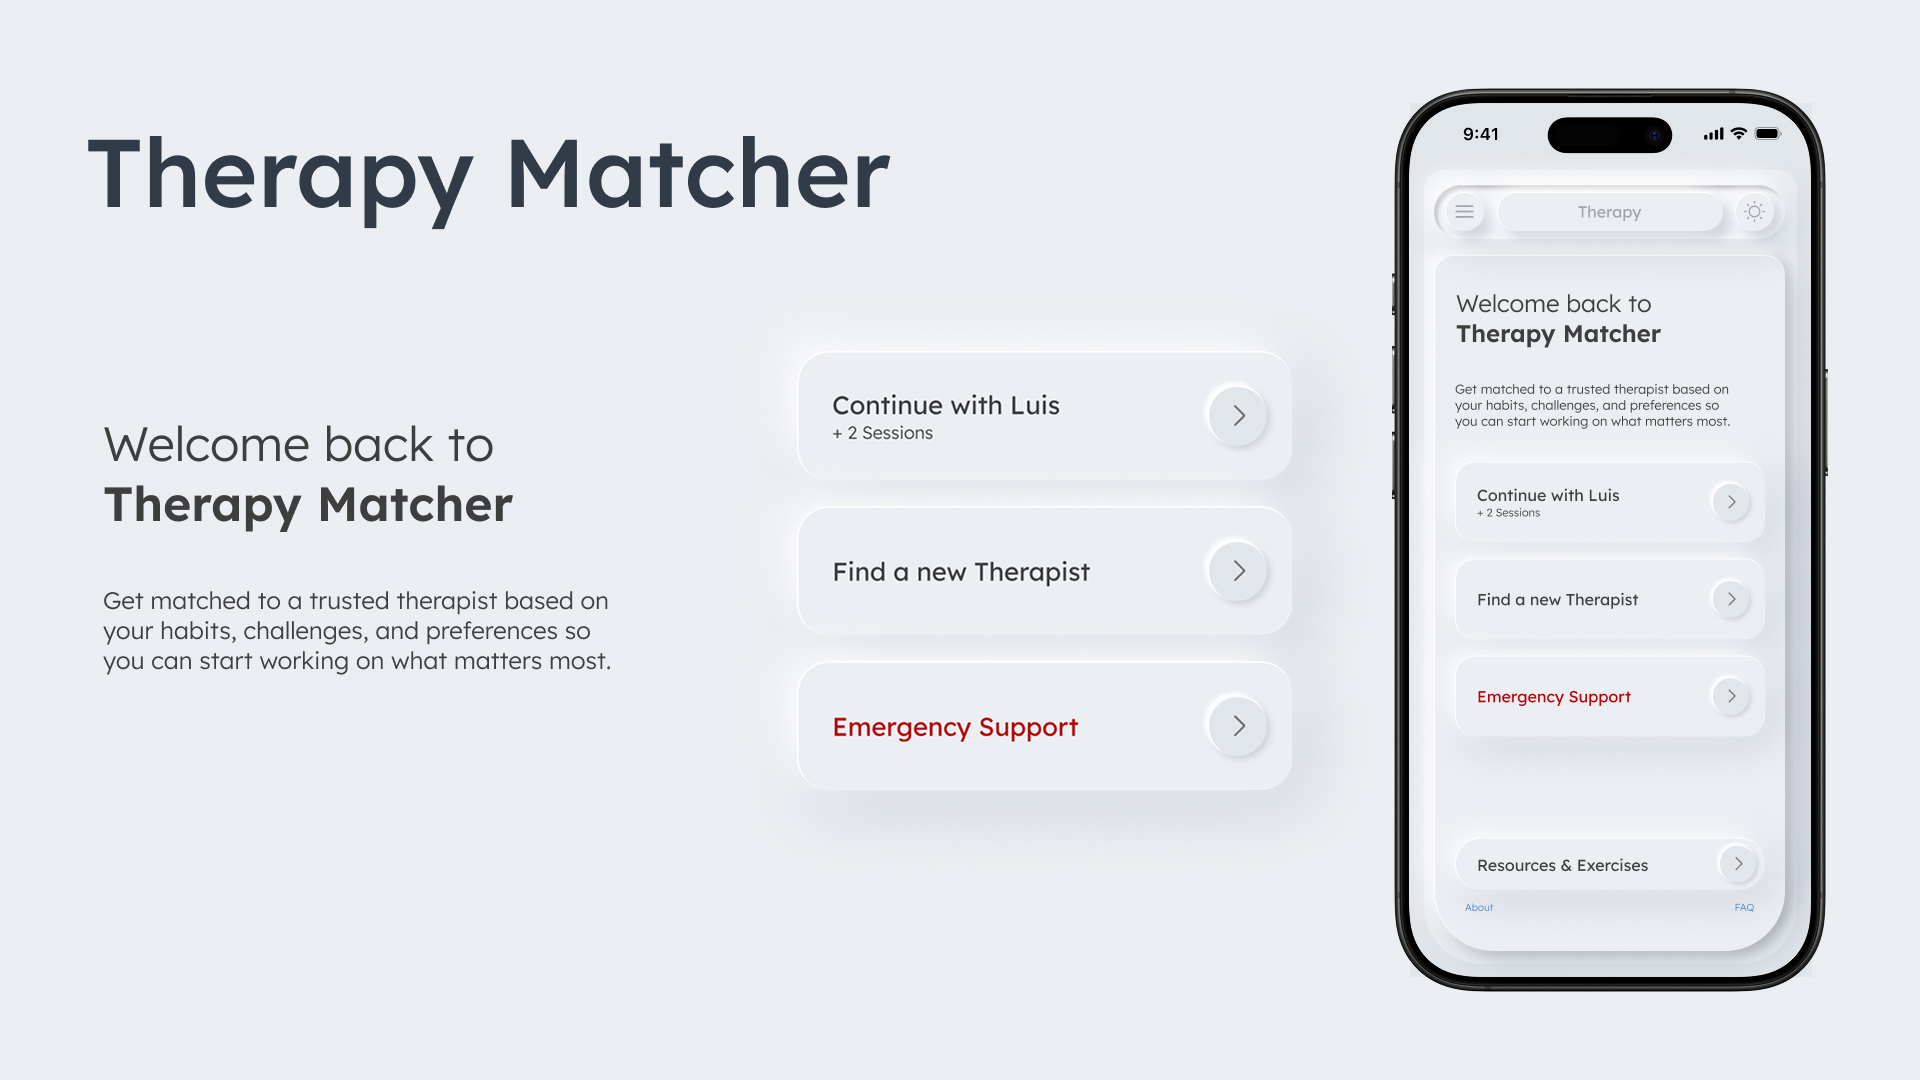 Therapy Matcher
Welcome back to
Therapy Matcher
Get matched to a trusted therapist based on
your habits, challenges, and preferences so
you can start working on what matters most.
Continue with Luis
+ 2 Sessions
Find a new Therapist
Emergency Support
9:41
Therapy
Welcome back to
Therapy Matcher
Get matched to a trusted therapist based on
your habits, challenges, and preferences so
you can start working on what matters most.
Continue with Luis
+ 2 Sessions
Find a new Therapist
Emergency Support
Resources & Exercises
About
FAQ